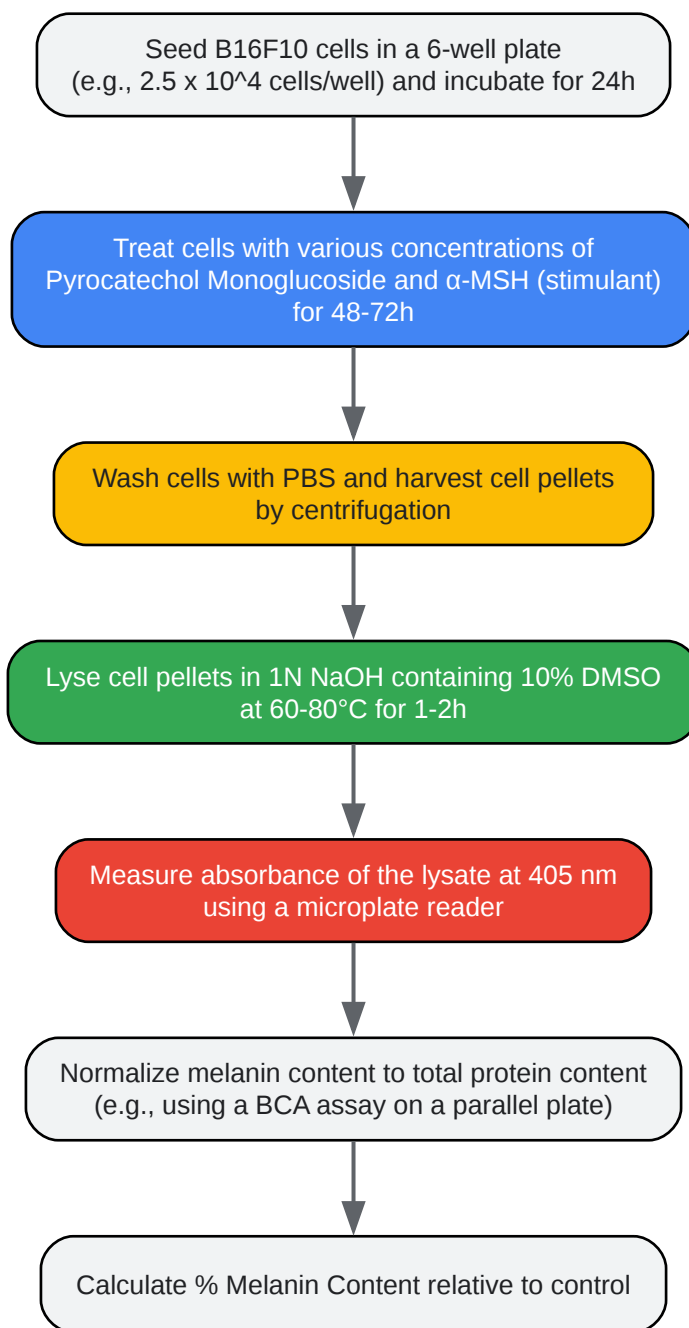 Seed B16F10 cells in a 6-well plate
(e.g., 2.5 x 10^4 cells/well) and incubate for 24h
Treat cells with various concentrations of
Pyrocatechol Monoglucoside and α-MSH (stimulant)
for 48-72h
Wash cells with PBS and harvest cell pellets
by centrifugation
Lyse cell pellets in 1N NaOH containing 10% DMSO
at 60-80°C for 1-2h
Measure absorbance of the lysate at 405 nm
using a microplate reader
Normalize melanin content to total protein content
(e.g., using a BCA assay on a parallel plate)
Calculate % Melanin Content relative to control